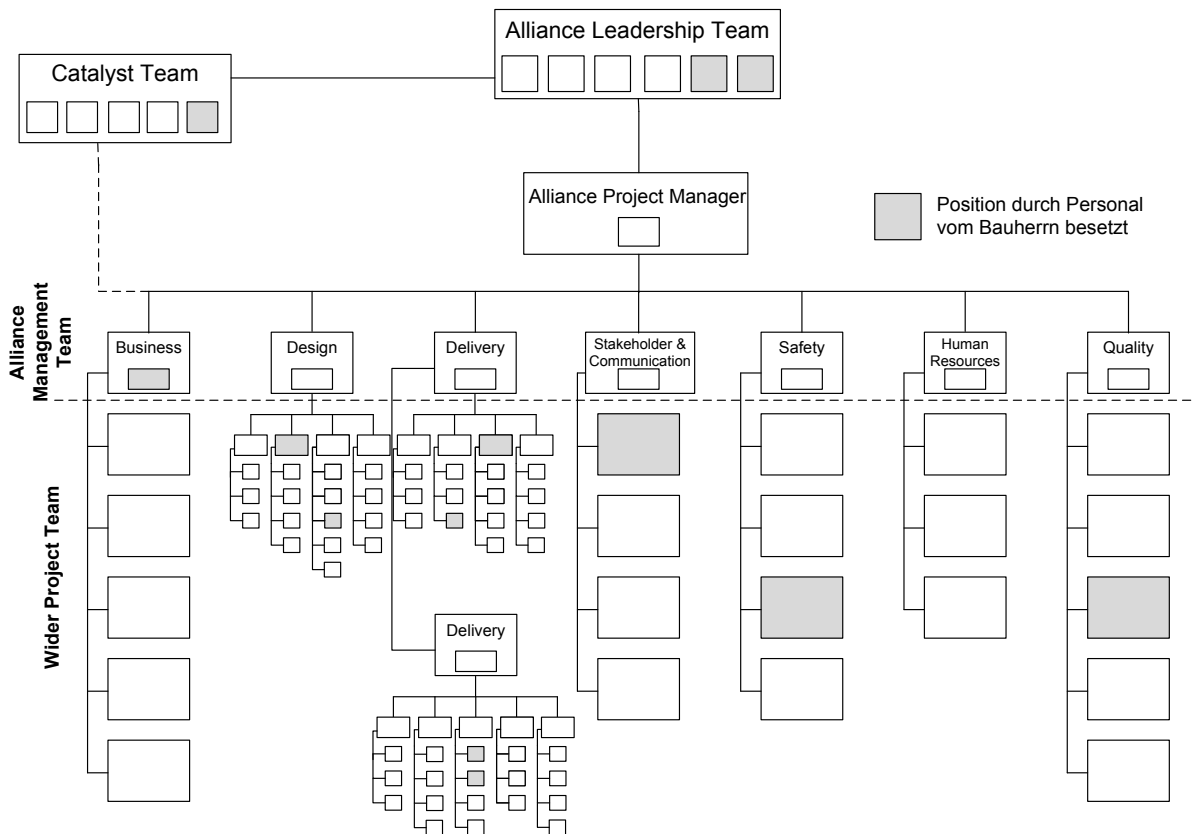 Alliance Leadership Team
Catalyst Team
Alliance Project Manager
Position durch Personal
vom Bauherrn besetzt
Alliance
Management
Team
Business
Design
Delivery
Stakeholder &
Communication
Safety
Human
Resources
Quality
Wider Project Team
Delivery